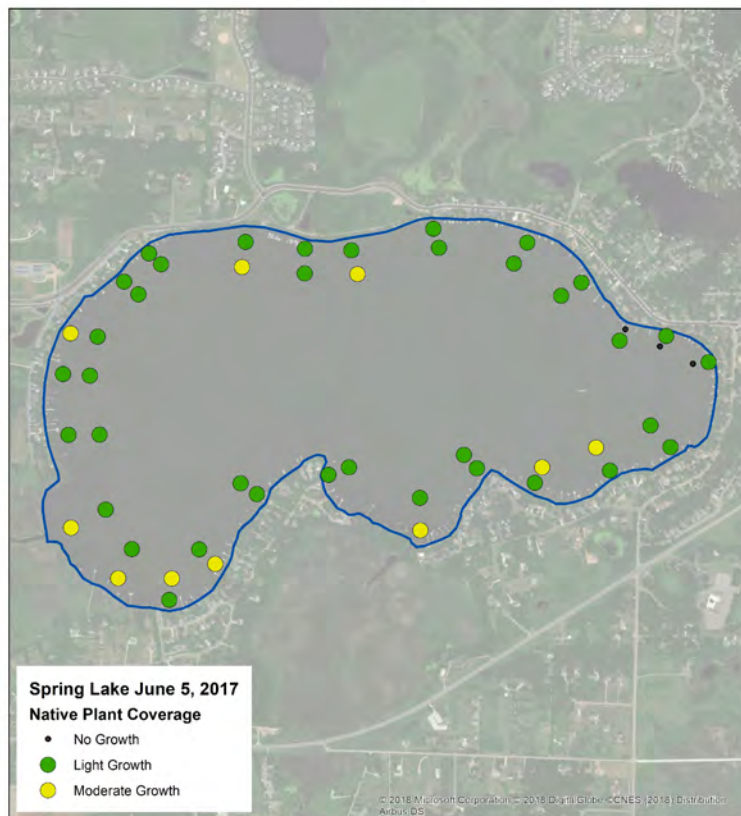 Spring Lake June 5, 2017
Native Plant Coverage
No Growth
Light Growth
Moderate Growth
© 2018 Microsoft Corporation © 2018 DigitalGlobe ©CNES (2018) Distribution
Airbus DS